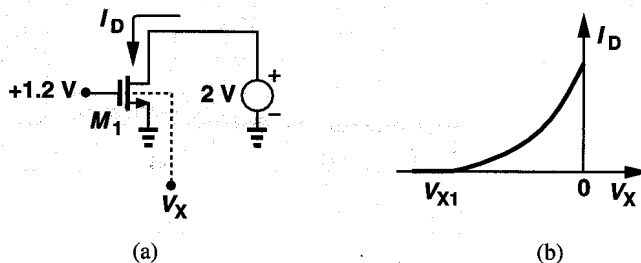 I_D
+1.2 V
M_1
2 V
+
−
V_X
(a)
I_D
V_X1
0
V_X
(b)